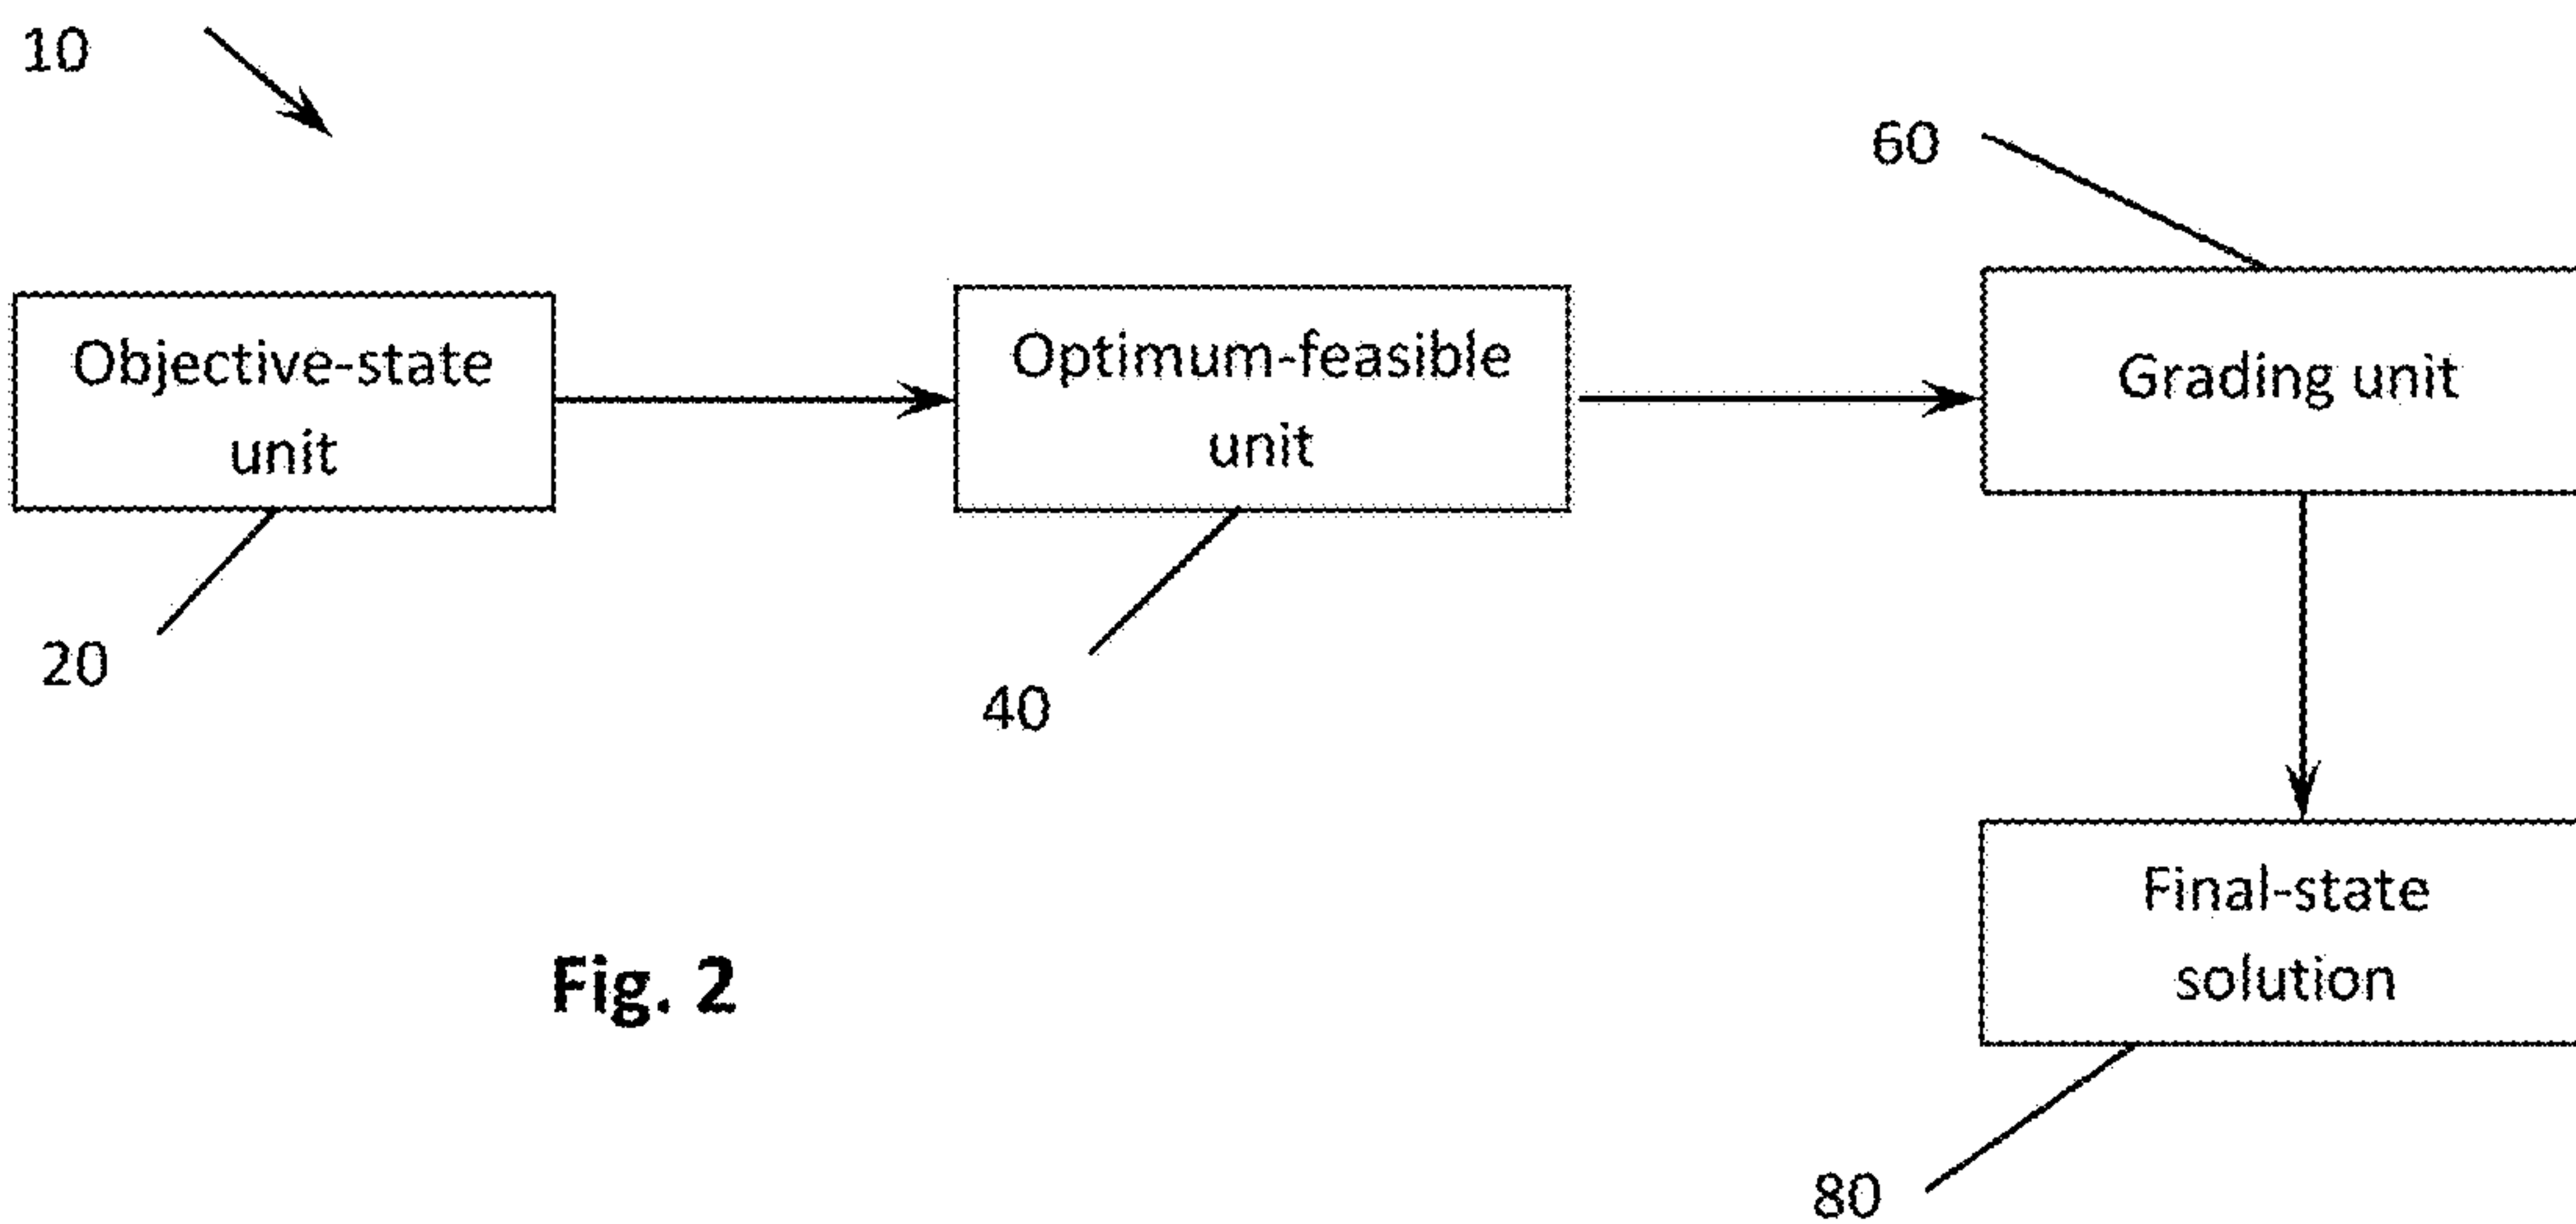 10
60
Objective-state
unit
Optimum-feasible
unit
Grading unit
20
40
Final-state
solution
Fig. 2
80